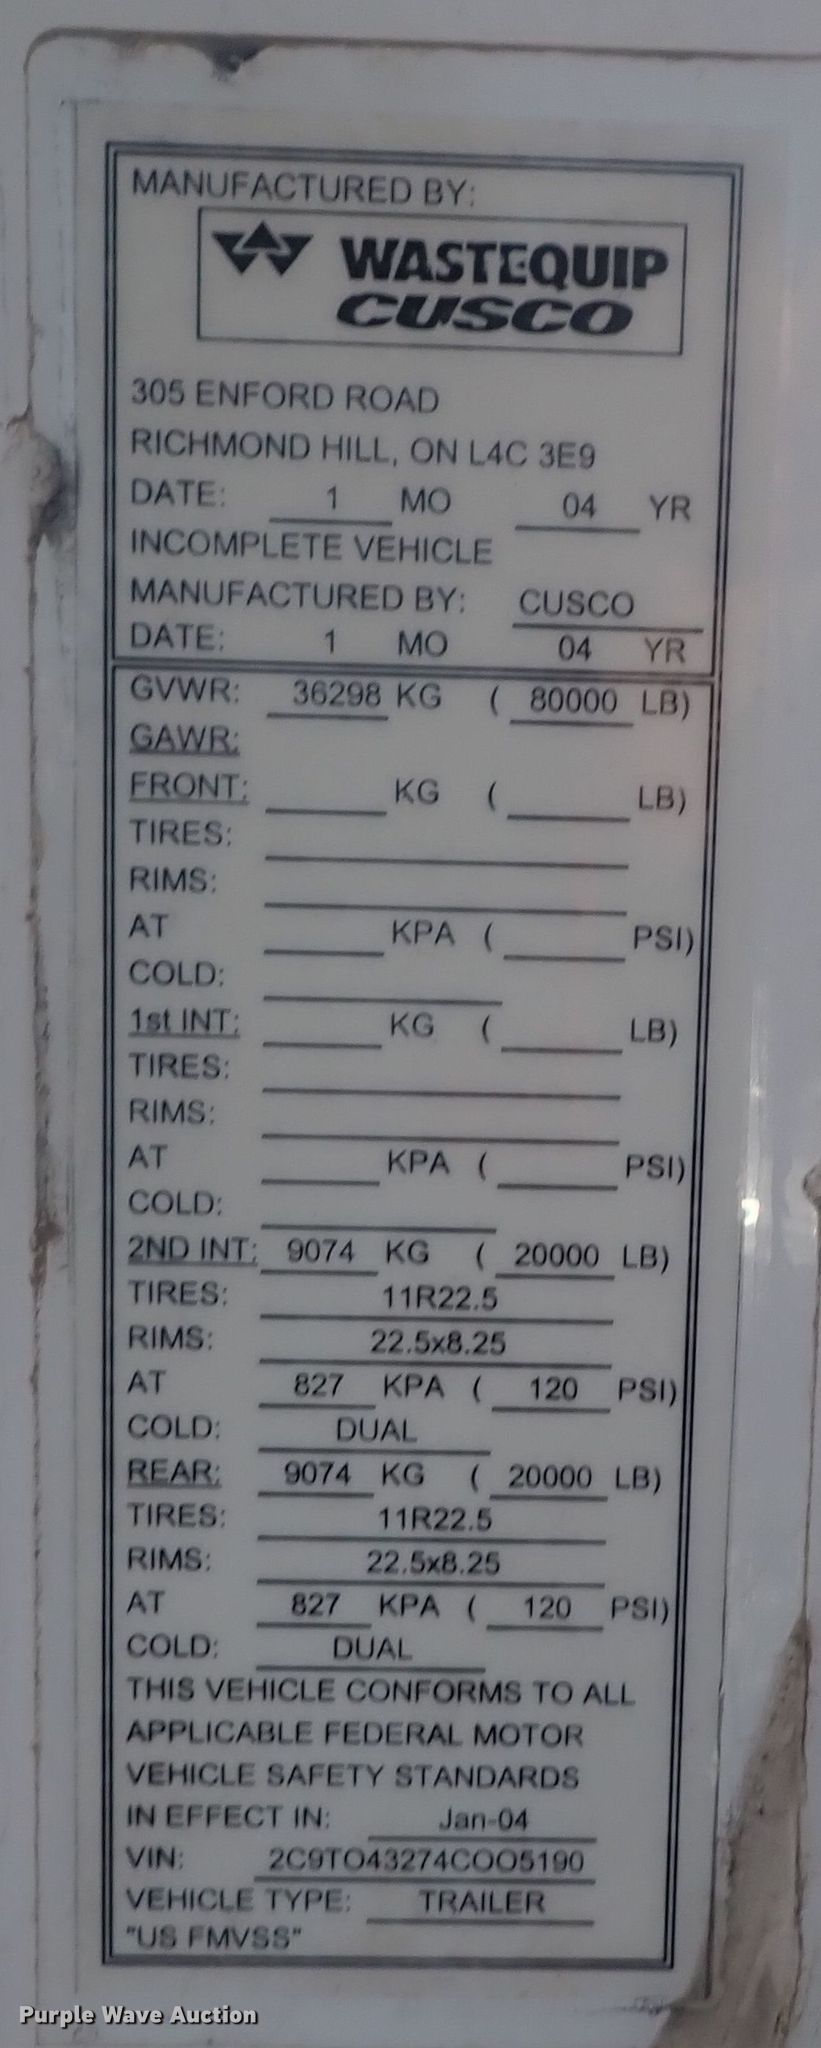 MANUFACTURED BY:
WASTEQUIP
CUSCO
305 ENFORD ROAD
RICHMOND HILL, ON L4C 3E9
DATE: 1 MO 04 YR
INCOMPLETE VEHICLE
MANUFACTURED BY: CUSCO
DATE: 1 MO 04 YR
GVWR: 36298 KG ( 80000 LB)
GAWR:
FRONT: KG ( LB)
TIRES:
RIMS:
AT KPA ( PSI)
COLD:
1st INT: KG ( LB)
TIRES:
RIMS:
AT KPA ( PSI)
COLD:
2ND INT: 9074 KG ( 20000 LB)
TIRES: 11R22.5
RIMS: 22.5x8.25
AT 827 KPA ( 120 PSI)
COLD: DUAL
REAR: 9074 KG ( 20000 LB)
TIRES: 11R22.5
RIMS: 22.5x8.25
AT 827 KPA ( 120 PSI)
COLD: DUAL
THIS VEHICLE CONFORMS TO ALL
APPLICABLE FEDERAL MOTOR
VEHICLE SAFETY STANDARDS
IN EFFECT IN: Jan-04
VIN: 2C9TO43274COO5190
VEHICLE TYPE: TRAILER
"US FMVSS"
Purple Wave Auction